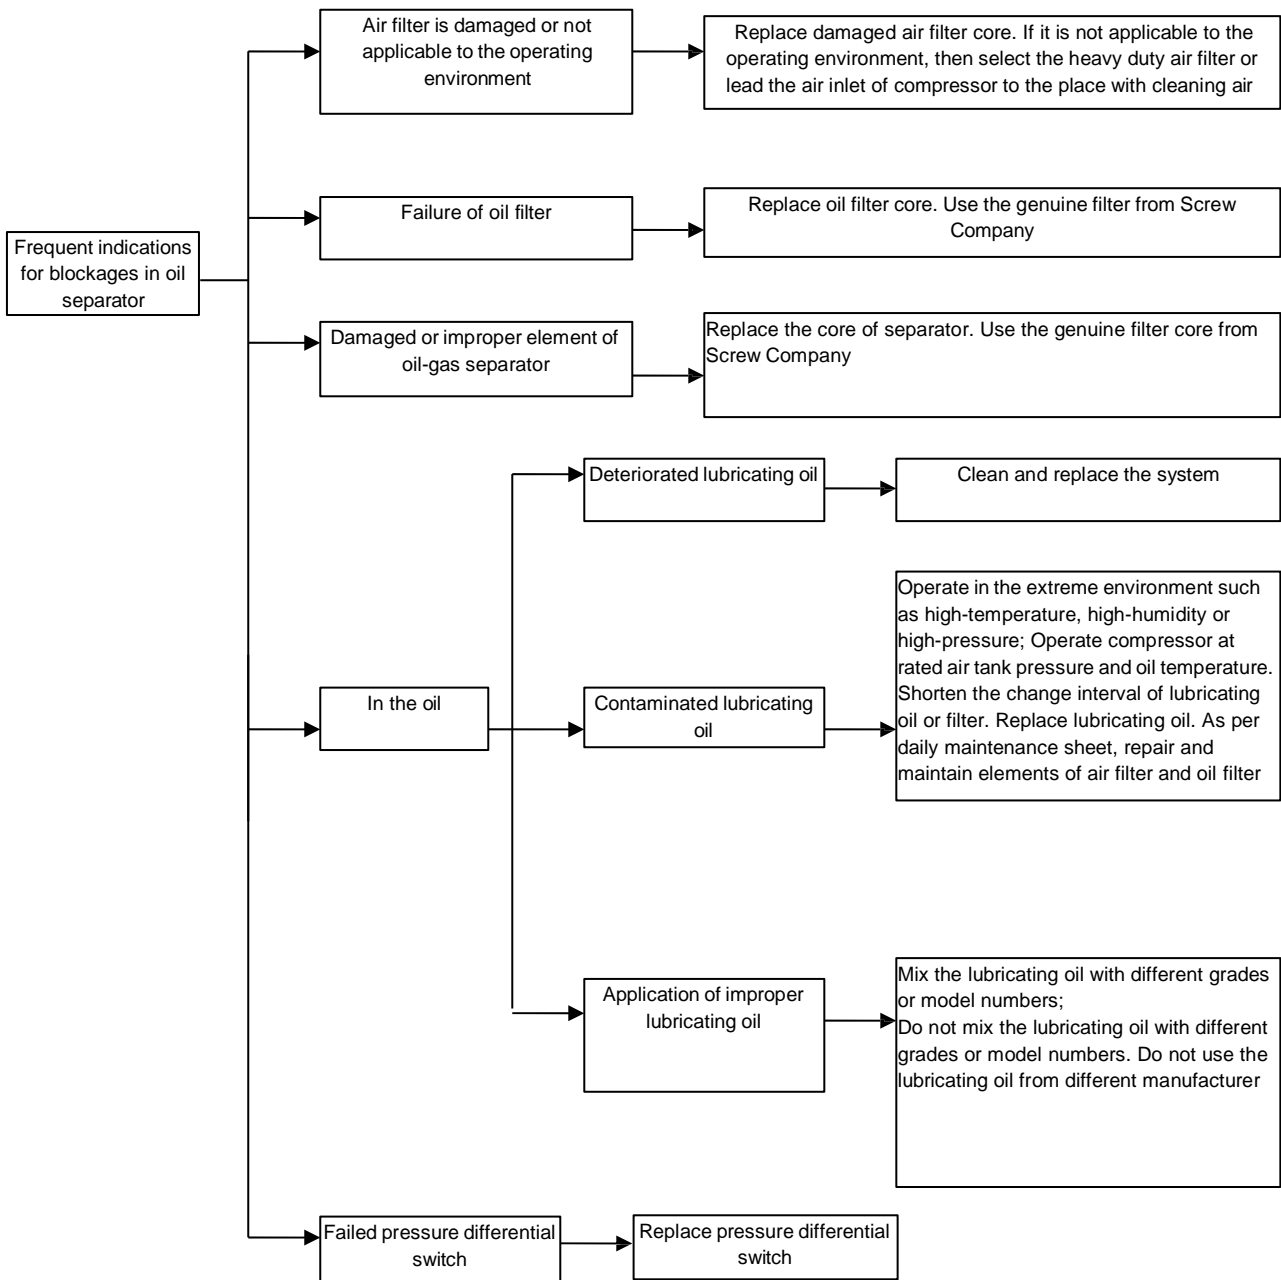 Air filter is damaged or not
applicable to the operating
environment
Replace damaged air filter core. If it is not applicable to the
operating environment, then select the heavy duty air filter or
lead the air inlet of compressor to the place with cleaning air
Failure of oil filter
Replace oil filter core. Use the genuine filter from Screw
Company
Frequent indications
for blockages in oil
separator
Damaged or improper element of
oil-gas separator
Replace the core of separator. Use the genuine filter core from
Screw Company
Deteriorated lubricating oil
Clean and replace the system
In the oil
Contaminated lubricating
oil
Operate in the extreme environment such
as high-temperature, high-humidity or
high-pressure; Operate compressor at
rated air tank pressure and oil temperature.
Shorten the change interval of lubricating
oil or filter. Replace lubricating oil. As per
daily maintenance sheet, repair and
maintain elements of air filter and oil filter
Application of improper
lubricating oil
Mix the lubricating oil with different grades
or model numbers;
Do not mix the lubricating oil with different
grades or model numbers. Do not use the
lubricating oil from different manufacturer
Failed pressure differential
switch
Replace pressure differential
switch